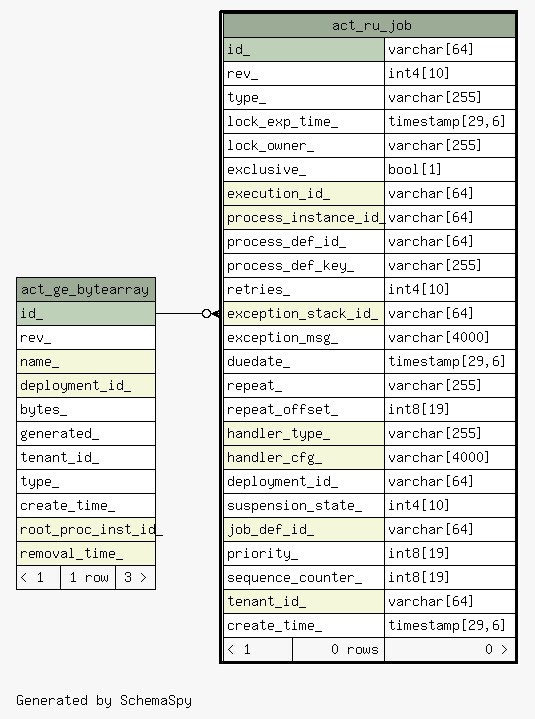 act_ru_job
id_ varchar[64]
rev_ int4[10]
type_ varchar[255]
lock_exp_time_ timestamp[29,6]
lock_owner_ varchar[255]
exclusive_ bool[1]
execution_id_ varchar[64]
process_instance_id_ varchar[64]
process_def_id_ varchar[64]
process_def_key_ varchar[255]
retries_ int4[10]
exception_stack_id_ varchar[64]
exception_msg_ varchar[4000]
duedate_ timestamp[29,6]
repeat_ varchar[255]
repeat_offset_ int8[19]
handler_type_ varchar[255]
handler_cfg_ varchar[4000]
deployment_id_ varchar[64]
suspension_state_ int4[10]
job_def_id_ varchar[64]
priority_ int8[19]
sequence_counter_ int8[19]
tenant_id_ varchar[64]
create_time_ timestamp[29,6]
< 1 0 rows 0 >
act_ge_bytearray
id_
rev_
name_
deployment_id_
bytes_
generated_
tenant_id_
type_
create_time_
root_proc_inst_id_
removal_time_
< 1 1 row 3 >
Generated by SchemaSpy